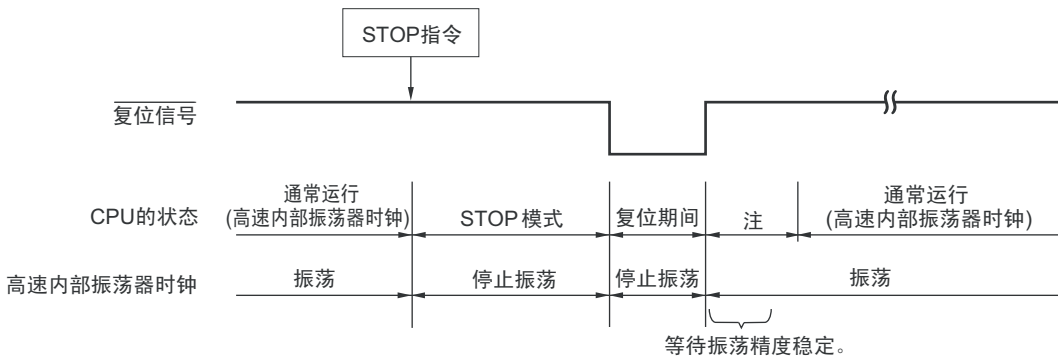 STOP指令
复位信号
通常运行
(高速内部振荡器时钟)
STOP模式
复位期间
注
通常运行
(高速内部振荡器时钟)
CPU的状态
高速内部振荡器时钟
振荡
停止振荡
停止振荡
振荡
等待振荡精度稳定。